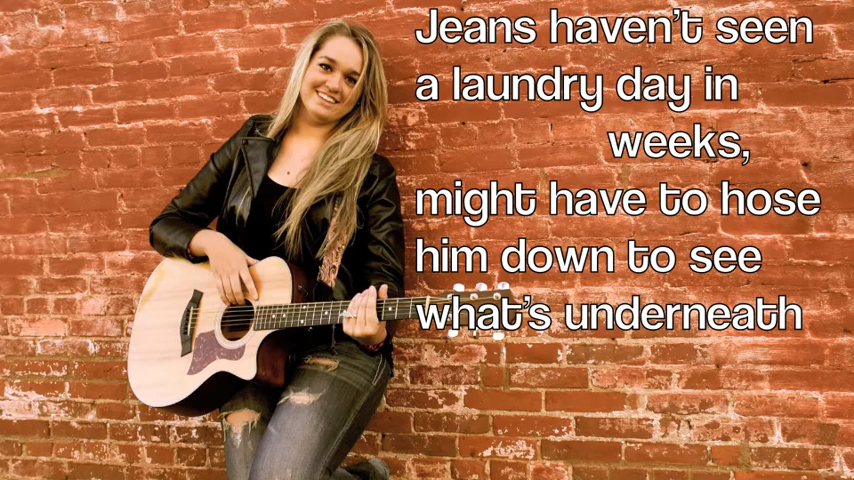 Jeans haven't seen
a laundry day in
weeks,
might have to hose
him down to see
what's underneath